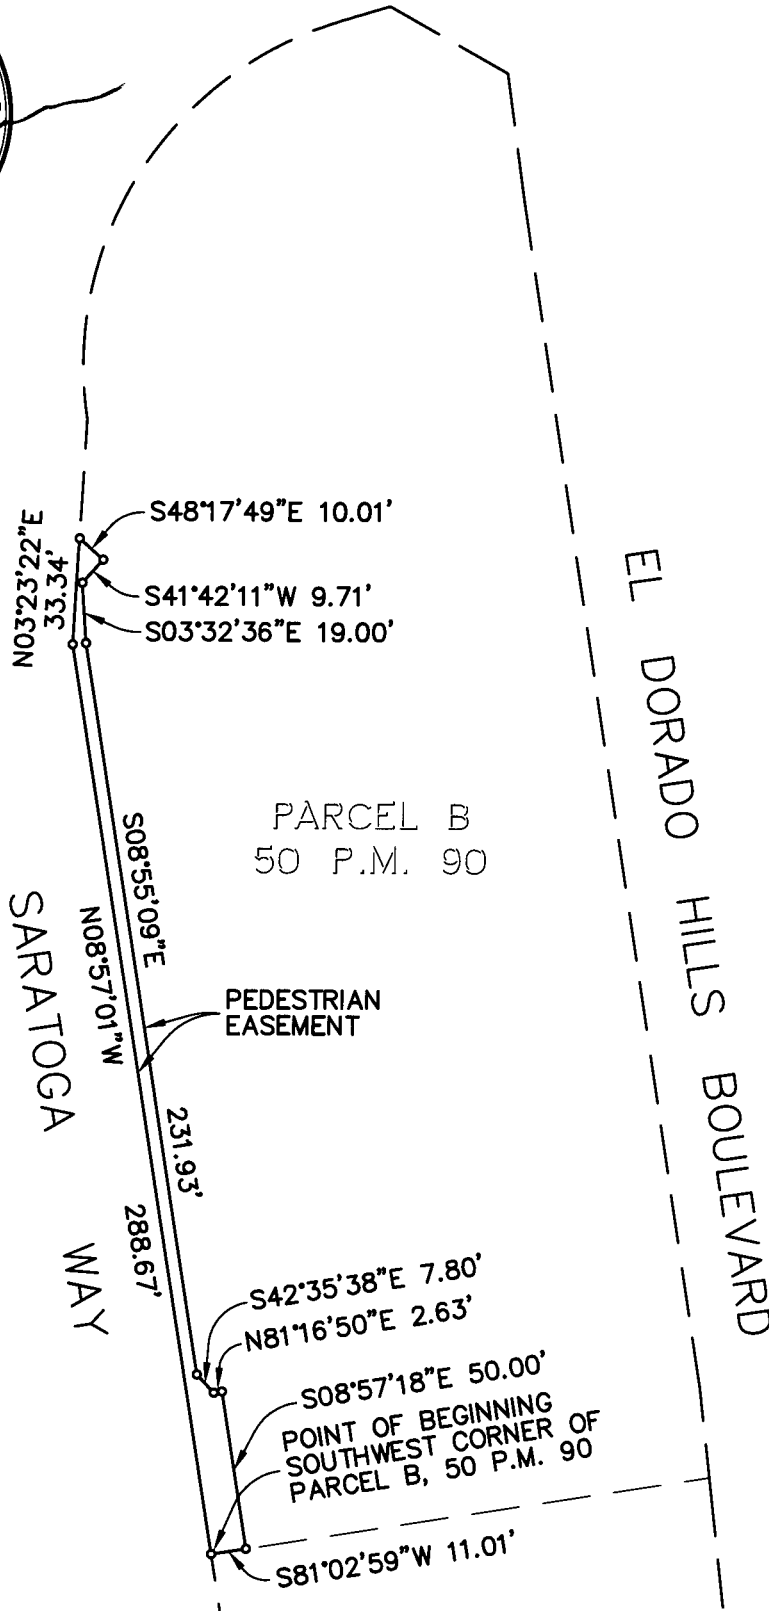 S48°17'49"E 10.01'
N03°23'22"E
33.34'
S41°42'11"W 9.71'
S03°32'36"E 19.00'
EL DORADO HILLS BOULEVARD
PARCEL B
50 P.M. 90
S08°55'09"E
231.93'
N08°57'01"W
288.67'
SARATOGA WAY
PEDESTRIAN
EASEMENT
S42°35'38"E 7.80'
N81°16'50"E 2.63'
S08°57'18"E 50.00'
POINT OF BEGINNING
SOUTHWEST CORNER OF
PARCEL B, 50 P.M. 90
S81°02'59"W 11.01'